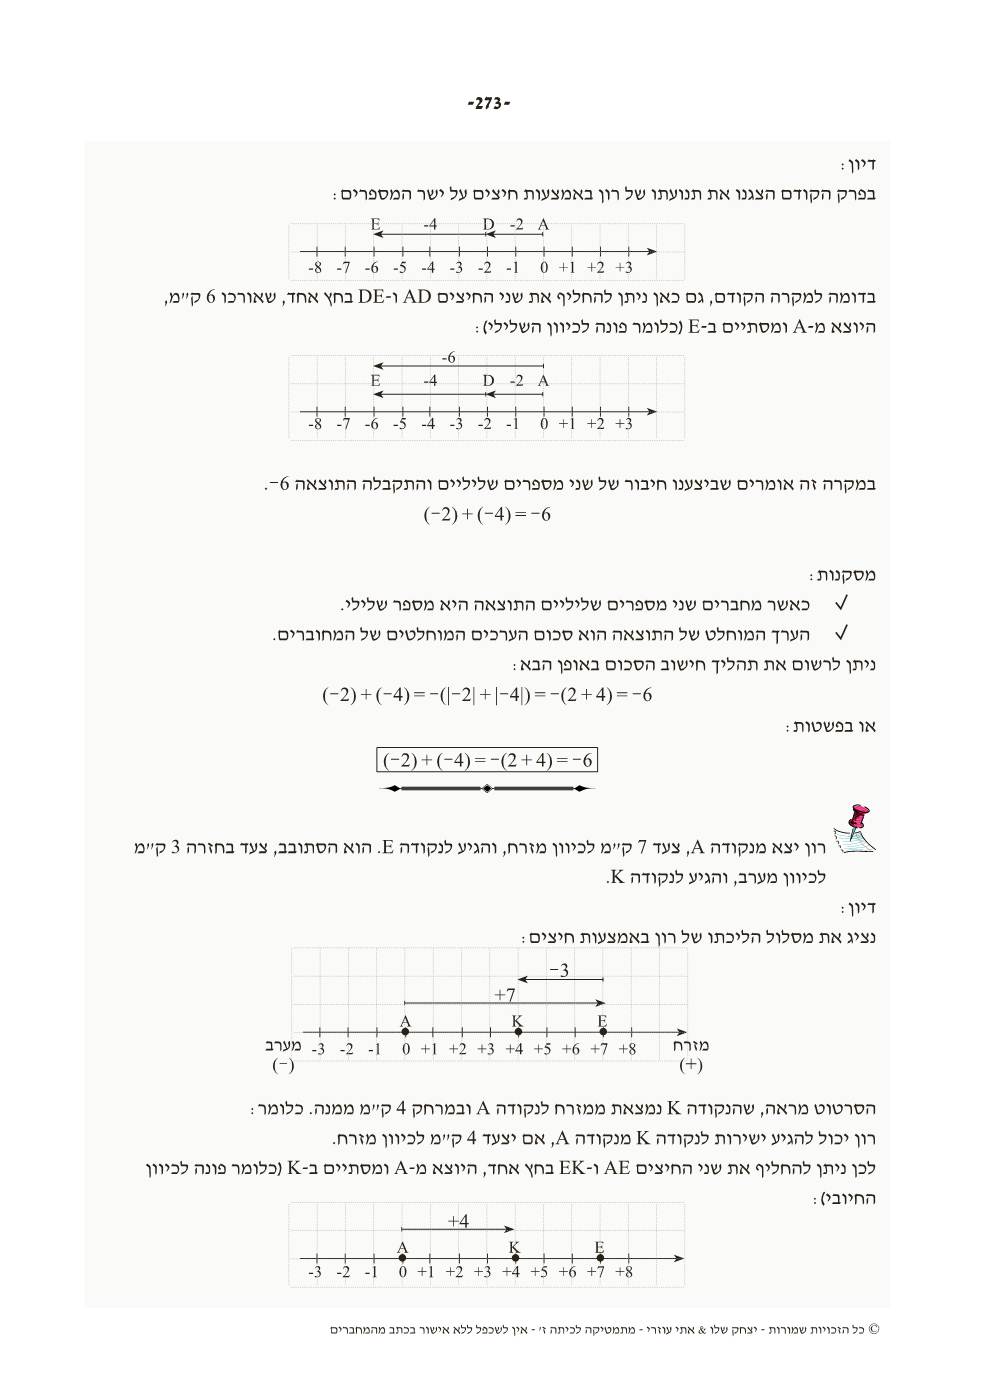 -273-
דיון:
בפרק הקודם הצגנו את תנועתו של רון באמצעות חיצים על ישר המספרים:
E -4 D -2 A
-8 -7 -6 -5 -4 -3 -2 -1 0 +1 +2 +3
בדומה למקרה הקודם, גם כאן ניתן להחליף את שני החיצים AD ו-DE בחץ אחד, שאורכו 6 ק״מ,
היוצא מ-A ומסתיים ב-E (כלומר פונה לכיוון השלילי):
-6
E -4 D -2 A
-8 -7 -6 -5 -4 -3 -2 -1 0 +1 +2 +3
במקרה זה אומרים שביצענו חיבור של שני מספרים שליליים והתקבלה התוצאה −6.
(−2) + (−4) = −6
מסקנות:
√ כאשר מחברים שני מספרים שליליים התוצאה היא מספר שלילי.
√ הערך המוחלט של התוצאה הוא סכום הערכים המוחלטים של המחוברים.
ניתן לרשום את תהליך חישוב הסכום באופן הבא:
(−2) + (−4) = −(|−2| + |−4|) = −(2 + 4) = −6
או בפשטות:
(−2) + (−4) = −(2 + 4) = −6
רון יצא מנקודה A, צעד 7 ק״מ לכיוון מזרח, והגיע לנקודה E. הוא הסתובב, צעד בחזרה 3 ק״מ
לכיוון מערב, והגיע לנקודה K.
דיון:
נציג את מסלול הליכתו של רון באמצעות חיצים:
−3
+7
A K E
מערב -3 -2 -1 0 +1 +2 +3 +4 +5 +6 +7 +8 מזרח
(−) (+)
הסרטוט מראה, שהנקודה K נמצאת ממזרח לנקודה A ובמרחק 4 ק״מ ממנה. כלומר:
רון יכול להגיע ישירות לנקודה K מנקודה A, אם יצעד 4 ק״מ לכיוון מזרח.
לכן ניתן להחליף את שני החיצים AE ו-EK בחץ אחד, היוצא מ-A ומסתיים ב-K (כלומר פונה לכיוון
החיובי):
+4
A K E
-3 -2 -1 0 +1 +2 +3 +4 +5 +6 +7 +8
© כל הזכויות שמורות - יצחק שלו & אתי עוזרי - מתמטיקה לכיתה ז׳ - אין לשכפל ללא אישור בכתב מהמחברים